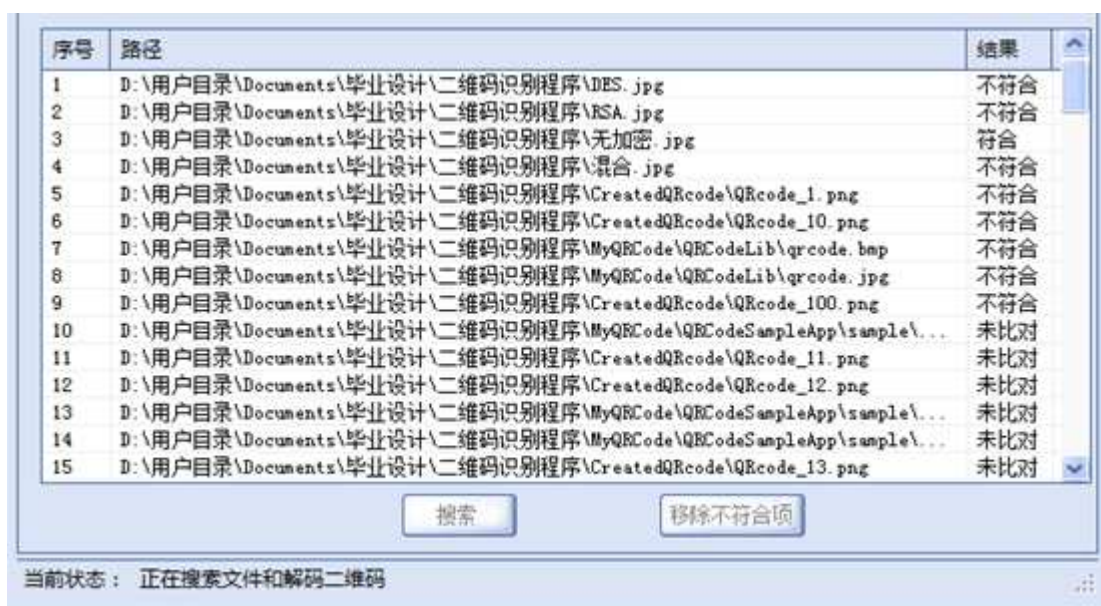 序号 路径 结果
1 D:\用户目录\Documents\毕业设计\二维码识别程序\DES.jpg 不符合
2 D:\用户目录\Documents\毕业设计\二维码识别程序\RSA.jpg 不符合
3 D:\用户目录\Documents\毕业设计\二维码识别程序\无加密.jpg 符合
4 D:\用户目录\Documents\毕业设计\二维码识别程序\混合.jpg 不符合
5 D:\用户目录\Documents\毕业设计\二维码识别程序\CreatedQRcode\QRcode_1.png 不符合
6 D:\用户目录\Documents\毕业设计\二维码识别程序\CreatedQRcode\QRcode_10.png 不符合
7 D:\用户目录\Documents\毕业设计\二维码识别程序\MyQRCode\QRCodeLib\qrcode.bmp 不符合
8 D:\用户目录\Documents\毕业设计\二维码识别程序\MyQRCode\QRCodeLib\qrcode.jpg 不符合
9 D:\用户目录\Documents\毕业设计\二维码识别程序\CreatedQRcode\QRcode_100.png 不符合
10 D:\用户目录\Documents\毕业设计\二维码识别程序\MyQRCode\QRCodeSampleApp\sample\... 未比对
11 D:\用户目录\Documents\毕业设计\二维码识别程序\CreatedQRcode\QRcode_11.png 未比对
12 D:\用户目录\Documents\毕业设计\二维码识别程序\CreatedQRcode\QRcode_12.png 未比对
13 D:\用户目录\Documents\毕业设计\二维码识别程序\MyQRCode\QRCodeSampleApp\sample\... 未比对
14 D:\用户目录\Documents\毕业设计\二维码识别程序\MyQRCode\QRCodeSampleApp\sample\... 未比对
15 D:\用户目录\Documents\毕业设计\二维码识别程序\CreatedQRcode\QRcode_13.png 未比对
搜索 移除不符合项
当前状态： 正在搜索文件和解码二维码